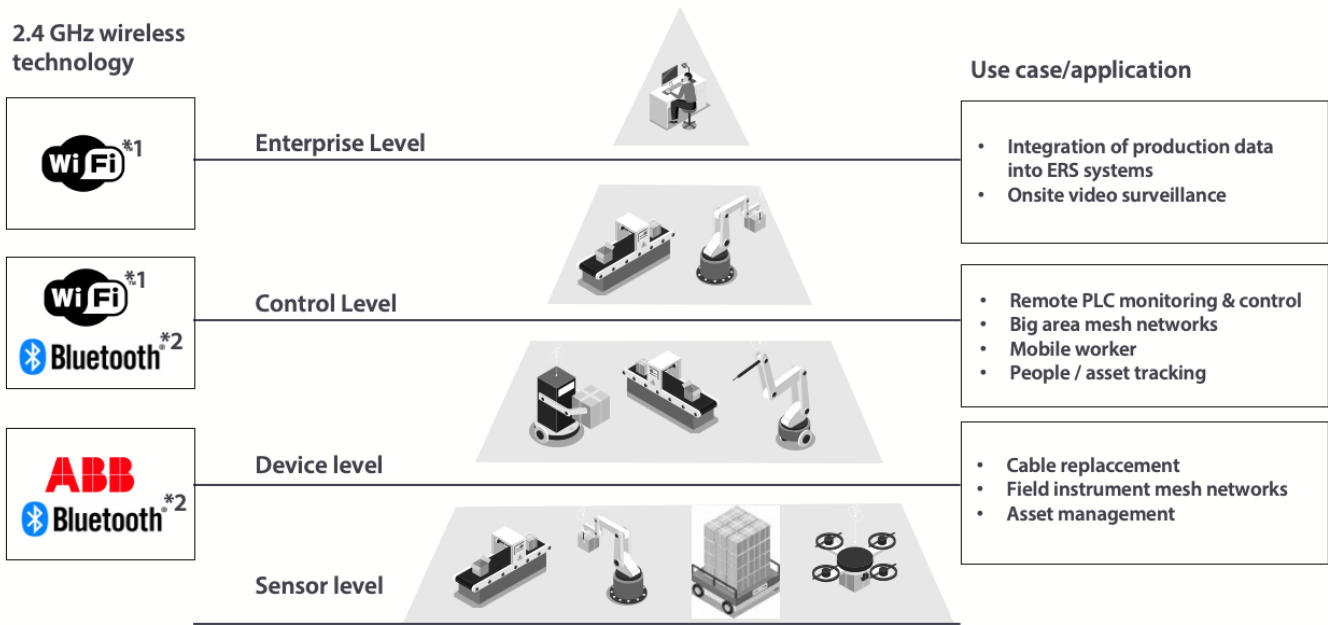 2.4 GHz wireless
technology
Use case/application
WiFi*1
Enterprise Level
• Integration of production data
into ERS systems
• Onsite video surveillance
WiFi™*1
Bluetooth®*2
Control Level
• Remote PLC monitoring & control
• Big area mesh networks
• Mobile worker
• People / asset tracking
ABB
Bluetooth®*2
Device level
• Cable replaccement
• Field instrument mesh networks
• Asset management
Sensor level